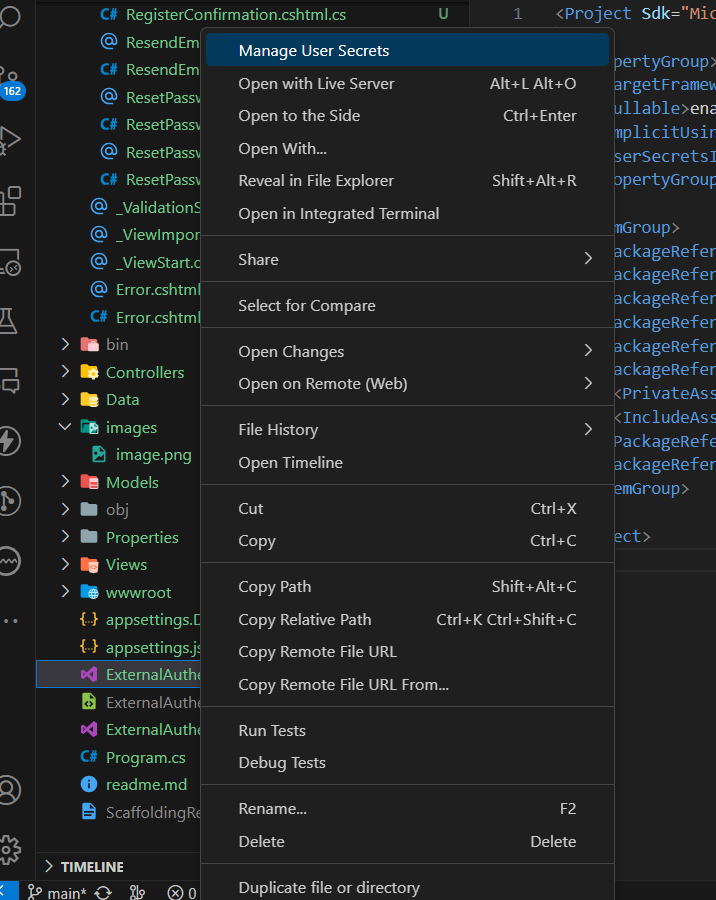 RegisterConfirmation.cshtml.cs U
ResendEm
ResendEm
ResetPassw
ResetPassw
ResetPassw
ResetPassw
_ValidationS
_ViewImpor
_ViewStart.c
Error.cshtml
Error.cshtml
bin
Controllers
Data
images
image.png
Models
obj
Properties
Views
wwwroot
appsettings.D
appsettings.js
ExternalAuthe
ExternalAuthe
ExternalAuthe
Program.cs
readme.md
ScaffoldingRe
TIMELINE
162
main* 0
Manage User Secrets
Open with Live Server Alt+L Alt+O
Open to the Side Ctrl+Enter
Open With...
Reveal in File Explorer Shift+Alt+R
Open in Integrated Terminal
Share
Select for Compare
Open Changes
Open on Remote (Web)
File History
Open Timeline
Cut Ctrl+X
Copy Ctrl+C
Copy Path Shift+Alt+C
Copy Relative Path Ctrl+K Ctrl+Shift+C
Copy Remote File URL
Copy Remote File URL From...
Run Tests
Debug Tests
Rename... F2
Delete Delete
Duplicate file or directory
1 <Project Sdk="Mic
opertyGroup>
argetFramew
ullable>ena
mplicitUsin
serSecretsI
opertyGroup
mGroup>
ackageRefer
ackageRefer
ackageRefer
ackageRefer
ackageRefer
ackageRefer
<PrivateAss
<IncludeAss
PackageRefe
ackageRefer
emGroup>
ect>